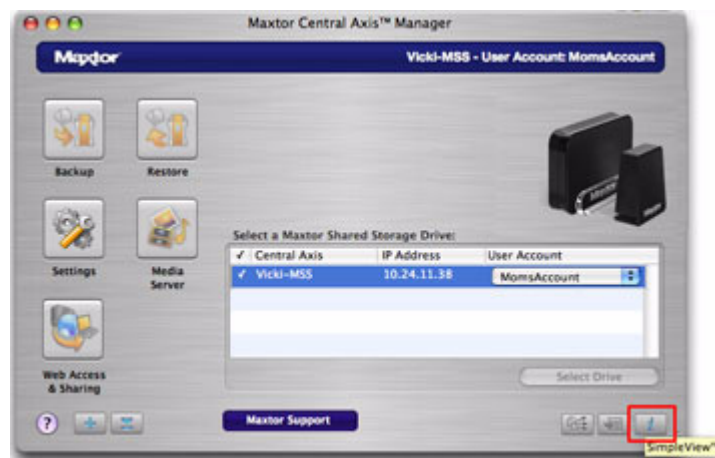 Maxtor Central Axis™ Manager
Maxtor
Vicki-MSS - User Account: MomsAccount
Backup
Restore
Settings
Media
Server
Web Access
& Sharing
Select a Maxtor Shared Storage Drive:
✓ Central Axis IP Address User Account
✓ Vicki-MSS 10.24.11.38 MomsAccount
Select Drive
?
Maxtor Support
i
SimpleView™